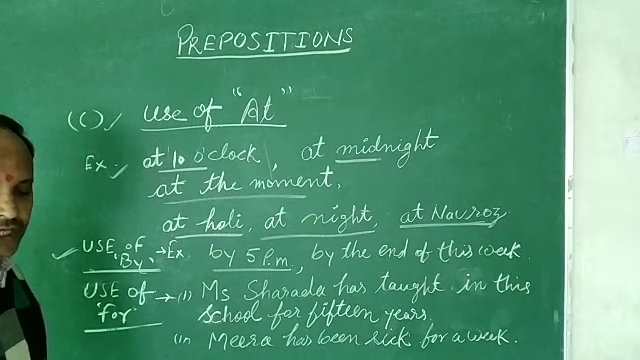 PREPOSITIONS
(C) / use of "At"
Ex. at 10 o'clock, at midnight
at the moment,
at holi, at night, at Navroz
USE OF "By" → Ex by 5 P.m, by the end of this week.
USE OF "for" → (1) Ms Sharada has taught in this
school for fifteen years.
(11) Meera has been sick for a week.